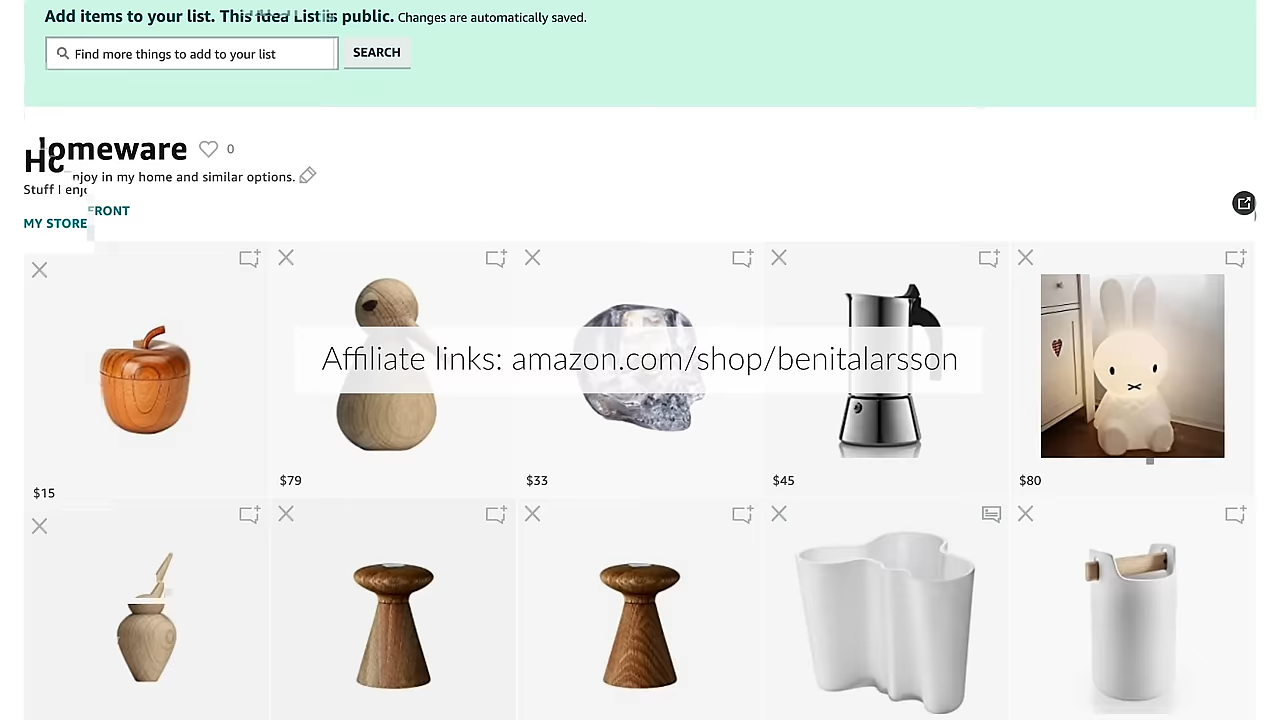 Add items to your list. This Idea List is public. Changes are automatically saved.
Find more things to add to your list
SEARCH
Homeware 0
Stuff I enjoy in my home and similar options.
MY STOREFRONT
Affiliate links: amazon.com/shop/benitalarsson
$15
$79
$33
$45
$80